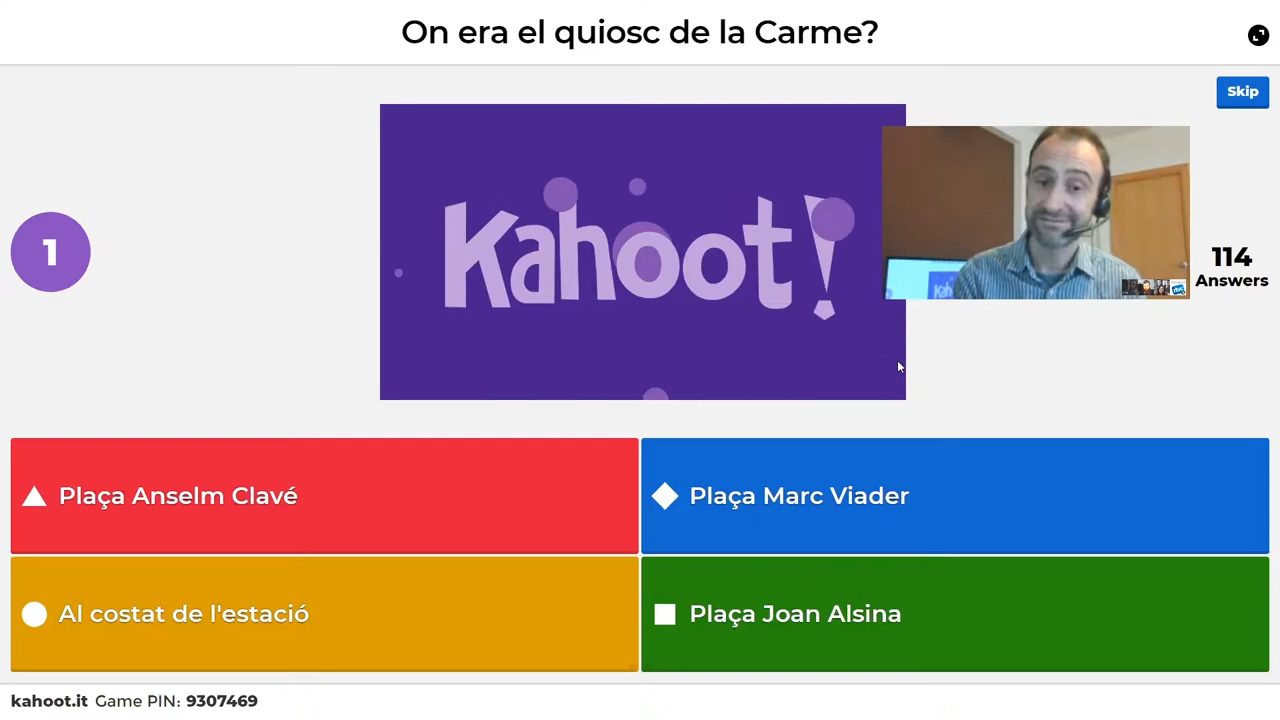 On era el quiosc de la Carme?
Skip
1
Kahoot!
114
Answers
Plaça Anselm Clavé
Plaça Marc Viader
Al costat de l'estació
Plaça Joan Alsina
kahoot.it Game PIN: 9307469